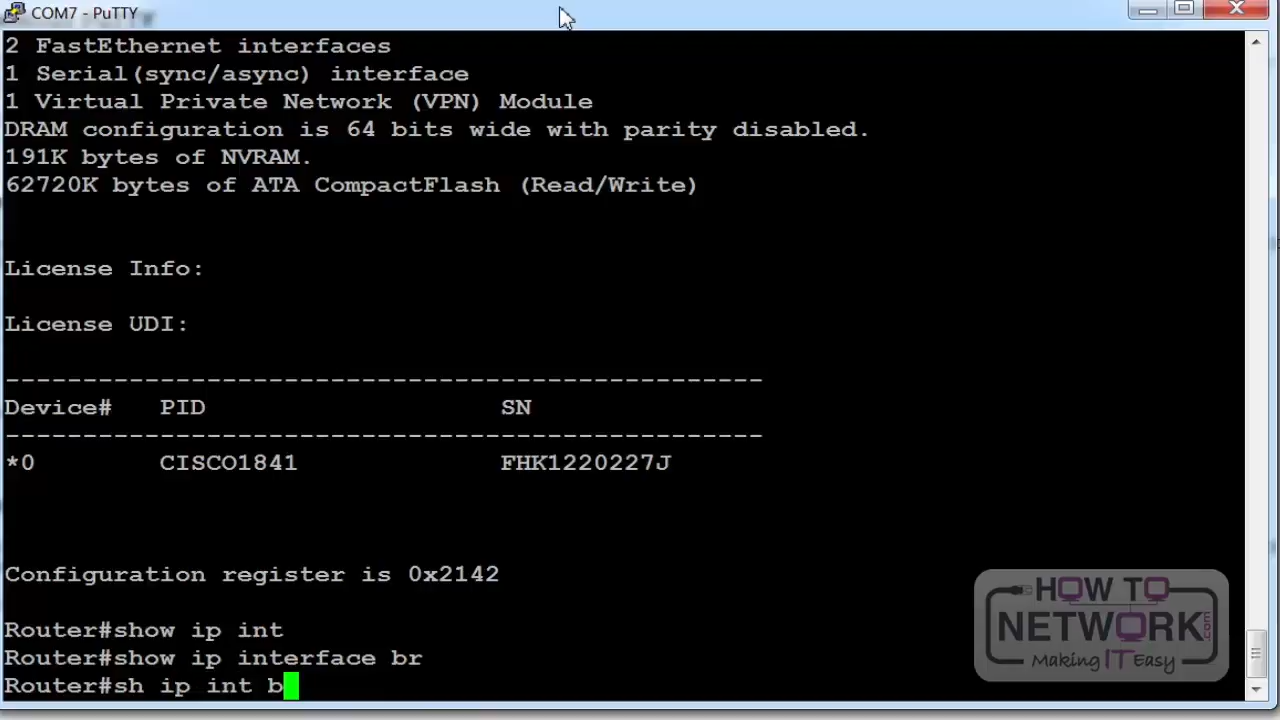 COM7 - PuTTY
2 FastEthernet interfaces
1 Serial(sync/async) interface
1 Virtual Private Network (VPN) Module
DRAM configuration is 64 bits wide with parity disabled.
191K bytes of NVRAM.
62720K bytes of ATA CompactFlash (Read/Write)
License Info:
License UDI:
-------------------------------------------------
Device# PID SN
-------------------------------------------------
*0 CISCO1841 FHK1220227J
Configuration register is 0x2142
Router#show ip int
Router#show ip interface br
Router#sh ip int b
HOW TO
NETWORK.com
Making IT Easy